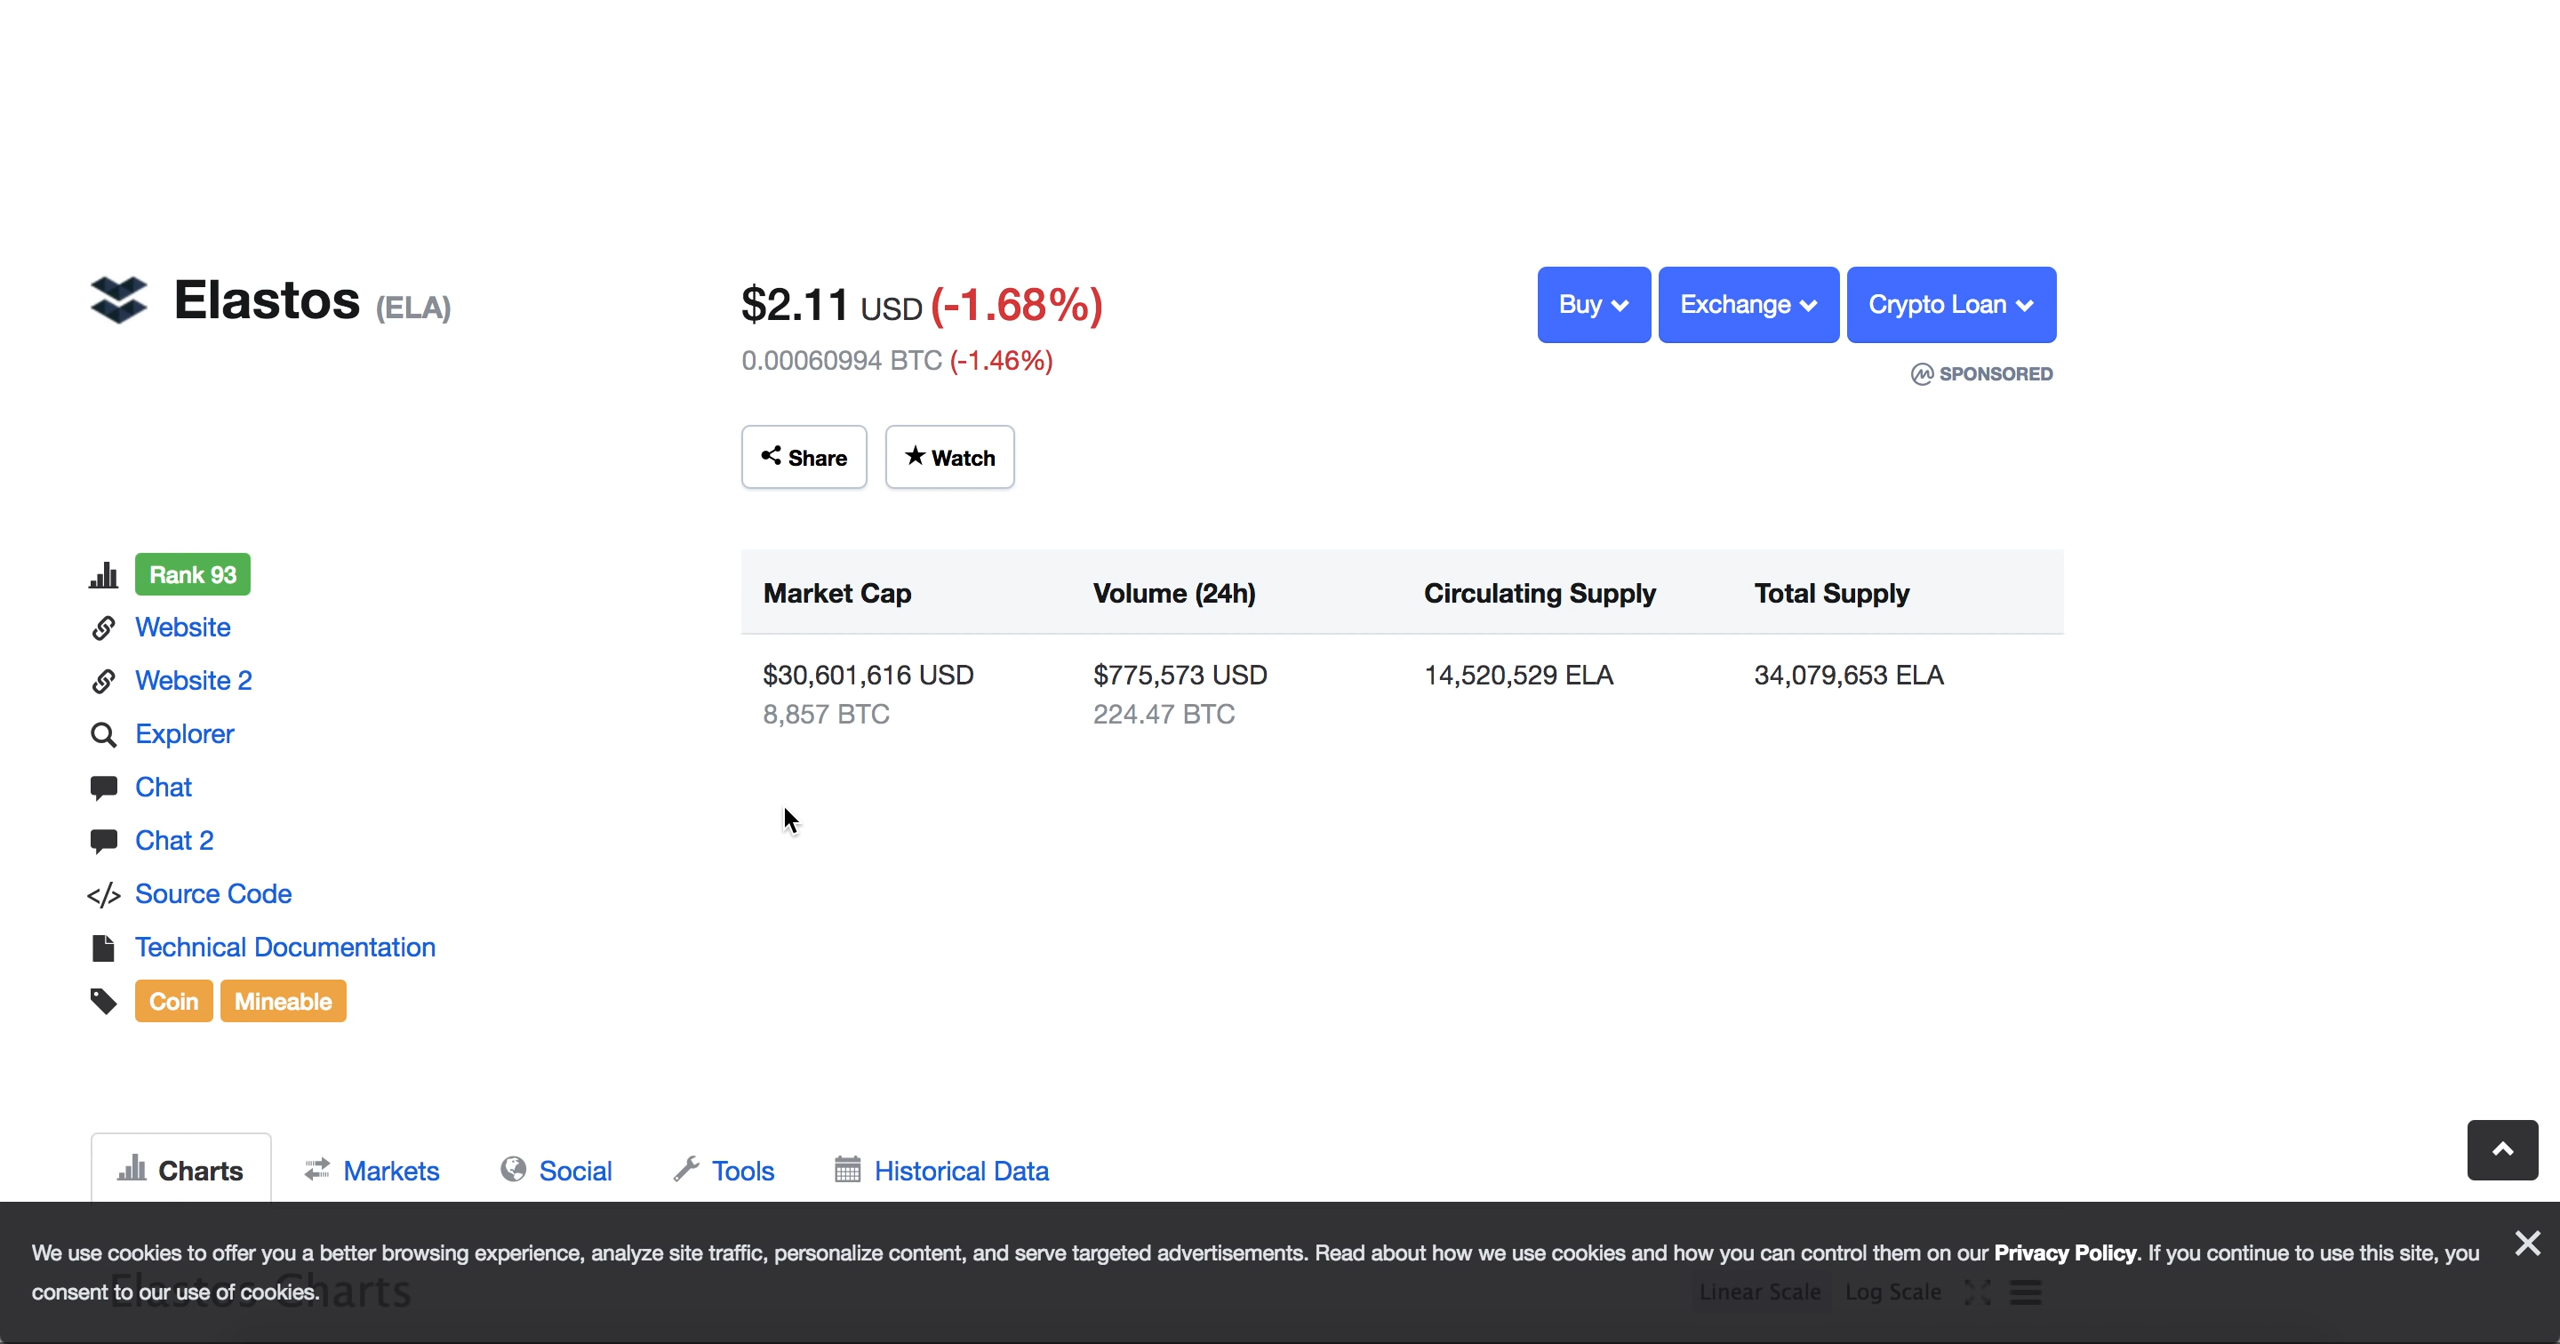 Elastos (ELA)
$2.11 USD (-1.68%)
0.00060994 BTC (-1.46%)
Buy
Exchange
Crypto Loan
SPONSORED
Share
Watch
Rank 93
Website
Website 2
Explorer
Chat
Chat 2
Source Code
Technical Documentation
Coin Mineable
Market Cap Volume (24h) Circulating Supply Total Supply
$30,601,616 USD $775,573 USD 14,520,529 ELA 34,079,653 ELA
8,857 BTC 224.47 BTC
Charts Markets Social Tools Historical Data
We use cookies to offer you a better browsing experience, analyze site traffic, personalize content, and serve targeted advertisements. Read about how we use cookies and how you can control them on our Privacy Policy. If you continue to use this site, you
consent to our use of cookies.
Elastos Charts
Linear Scale Log Scale